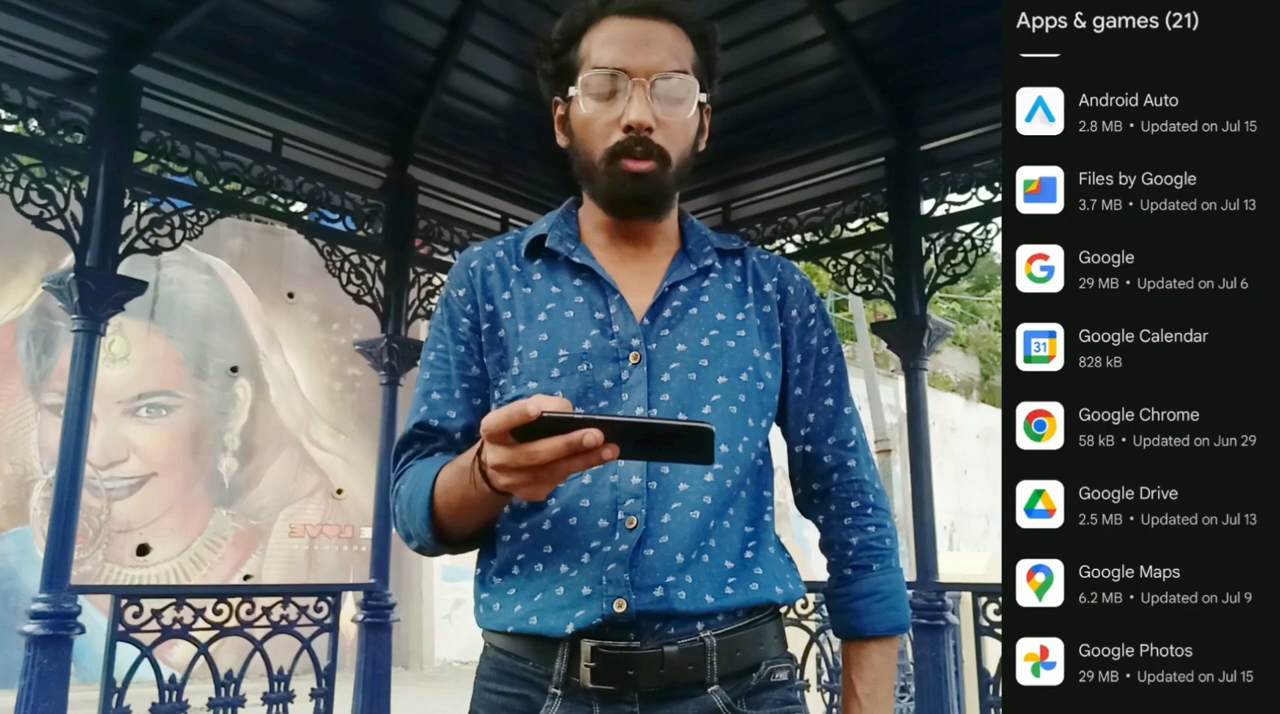 Apps & games (21)
Android Auto
2.8 MB • Updated on Jul 15
Files by Google
3.7 MB • Updated on Jul 13
Google
29 MB • Updated on Jul 6
Google Calendar
31
828 kB
Google Chrome
58 kB • Updated on Jun 29
Google Drive
2.5 MB • Updated on Jul 13
Google Maps
6.2 MB • Updated on Jul 9
Google Photos
29 MB • Updated on Jul 15